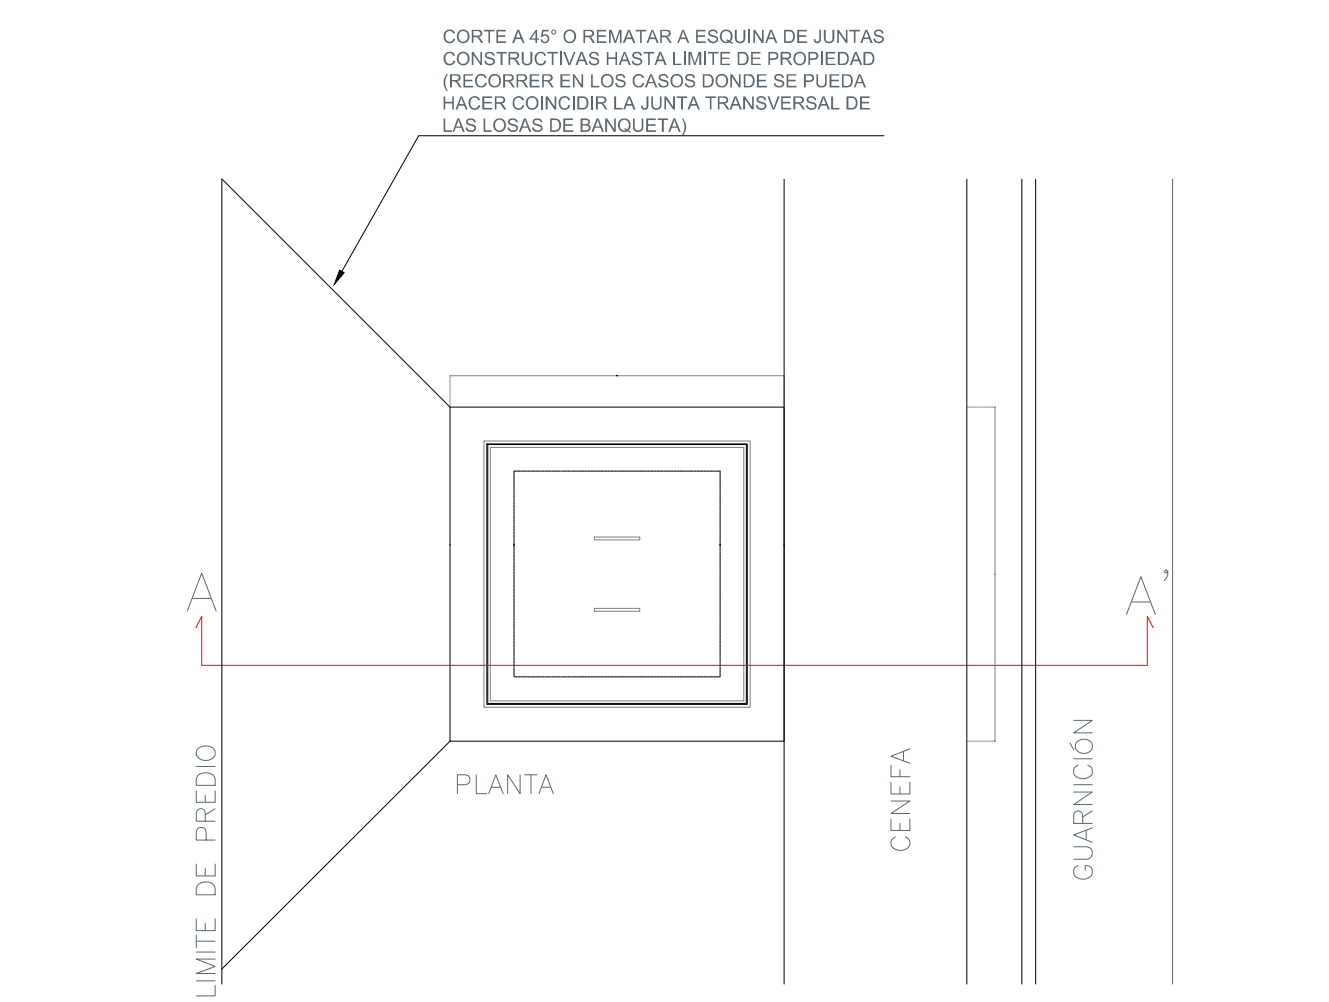 CORTE A 45° O REMATAR A ESQUINA DE JUNTAS
CONSTRUCTIVAS HASTA LÍMITE DE PROPIEDAD
(RECORRER EN LOS CASOS DONDE SE PUEDA
HACER COINCIDIR LA JUNTA TRANSVERSAL DE
LAS LOSAS DE BANQUETA)
A
A'
LIMITE DE PREDIO
PLANTA
CENEFA
GUARNICIÓN